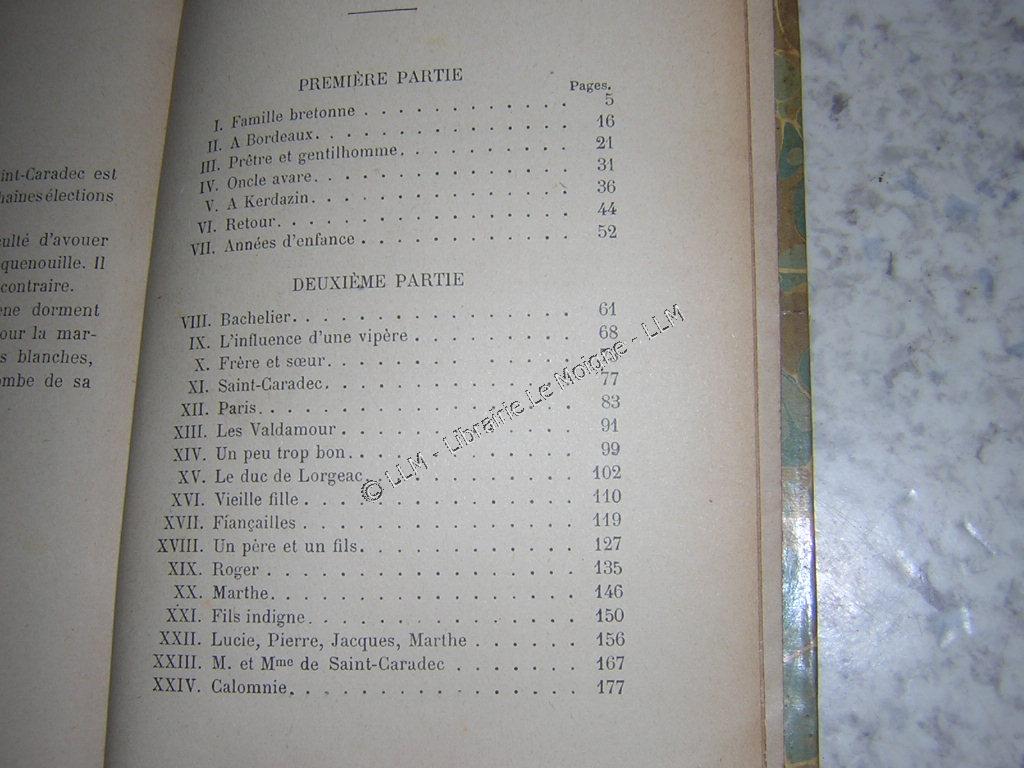 int-Caradec est
haines élections
culté d'avouer
quenouille. Il
contraire.
ène dorment
our la mar-
s blanches,
ombe de sa
PREMIÈRE PARTIE
Pages.
I. Famille bretonne . . . . . . . . . . . . 5
II. A Bordeaux. . . . . . . . . . . . . . 16
III. Prêtre et gentilhomme. . . . . . . . . . 21
IV. Oncle avare. . . . . . . . . . . . . . 31
V. A Kerdazin. . . . . . . . . . . . . . 36
VI. Retour. . . . . . . . . . . . . . . . 44
VII. Années d'enfance . . . . . . . . . . . . 52
DEUXIÈME PARTIE
VIII. Bachelier. . . . . . . . . . . . . . . 61
IX. L'influence d'une vipère . . . . . . . . . 68
X. Frère et sœur. . . . . . . . . . . . . .
XI. Saint-Caradec. . . . . . . . . . . . . . 77
XII. Paris. . . . . . . . . . . . . . . . . 83
XIII. Les Valdamour . . . . . . . . . . . . . 91
XIV. Un peu trop bon. . . . . . . . . . . . . 99
XV. Le duc de Lorgeac. . . . . . . . . . . . 102
XVI. Vieille fille . . . . . . . . . . . . . . . 110
XVII. Fiançailles . . . . . . . . . . . . . . . 119
XVIII. Un père et un fils. . . . . . . . . . . . 127
XIX. Roger . . . . . . . . . . . . . . . . . 135
XX. Marthe. . . . . . . . . . . . . . . . . 146
XXI. Fils indigne. . . . . . . . . . . . . . . 150
XXII. Lucie, Pierre, Jacques, Marthe . . . . . . 156
XXIII. M. et Mme de Saint-Caradec . . . . . . . 167
XXIV. Calomnie. . . . . . . . . . . . . . . . 177
© LLM - Librairie Le Moigne - LLM